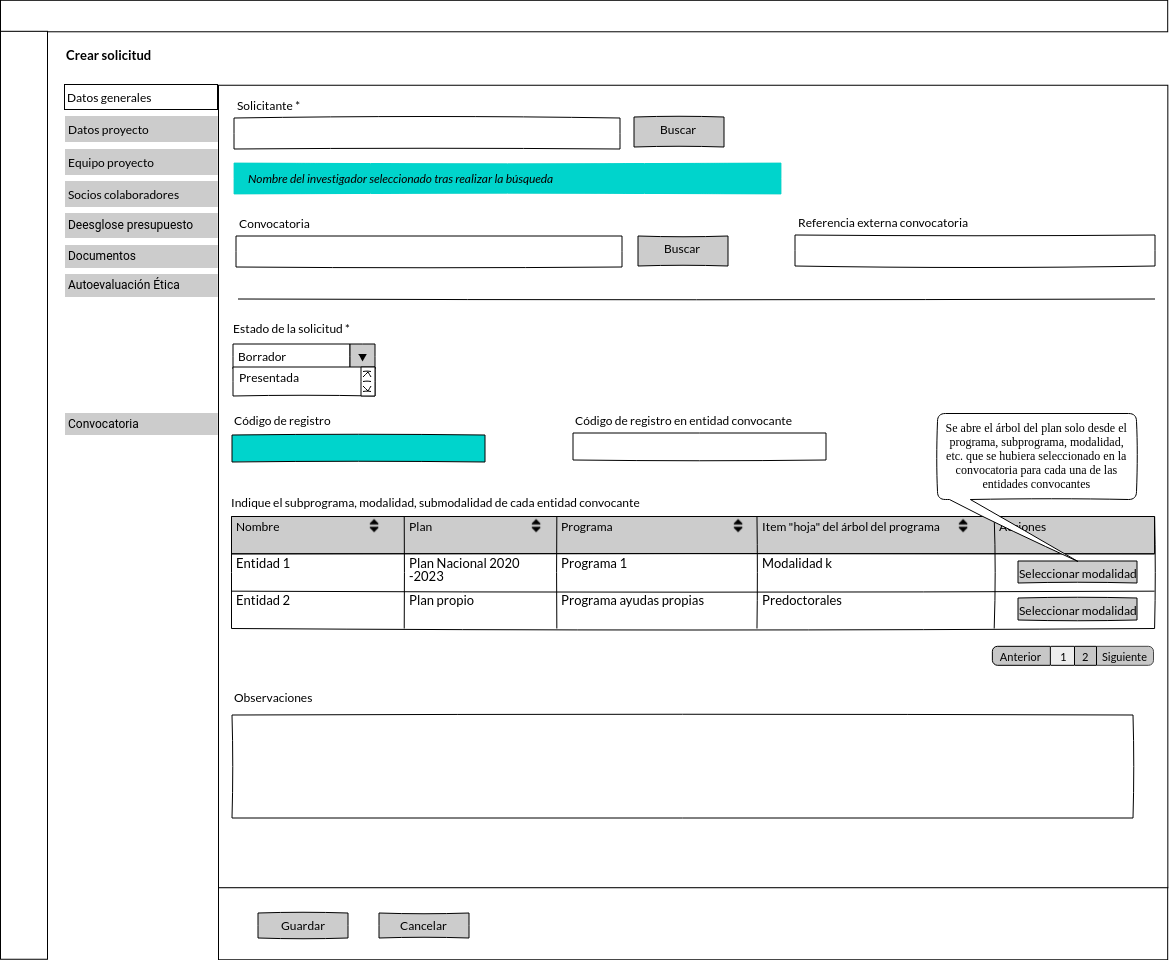 Crear solicitud
Datos generales
Datos proyecto
Equipo proyecto
Socios colaboradores
Deesglose presupuesto
Documentos
Autoevaluación Ética
Convocatoria
Solicitante *
Buscar
Nombre del investigador seleccionado tras realizar la búsqueda
Convocatoria
Referencia externa convocatoria
Buscar
Estado de la solicitud *
Borrador
Presentada
Código de registro
Código de registro en entidad convocante
Se abre el árbol del plan solo desde el
programa, subprograma, modalidad,
etc. que se hubiera seleccionado en la
convocatoria para cada una de las
entidades convocantes
Indique el subprograma, modalidad, submodalidad de cada entidad convocante
Nombre Plan Programa Item "hoja" del árbol del programa Acciones
Entidad 1 Plan Nacional 2020 Programa 1 Modalidad k Seleccionar modalidad
-2023
Entidad 2 Plan propio Programa ayudas propias Predoctorales Seleccionar modalidad
Anterior 1 2 Siguiente
Observaciones
Guardar Cancelar